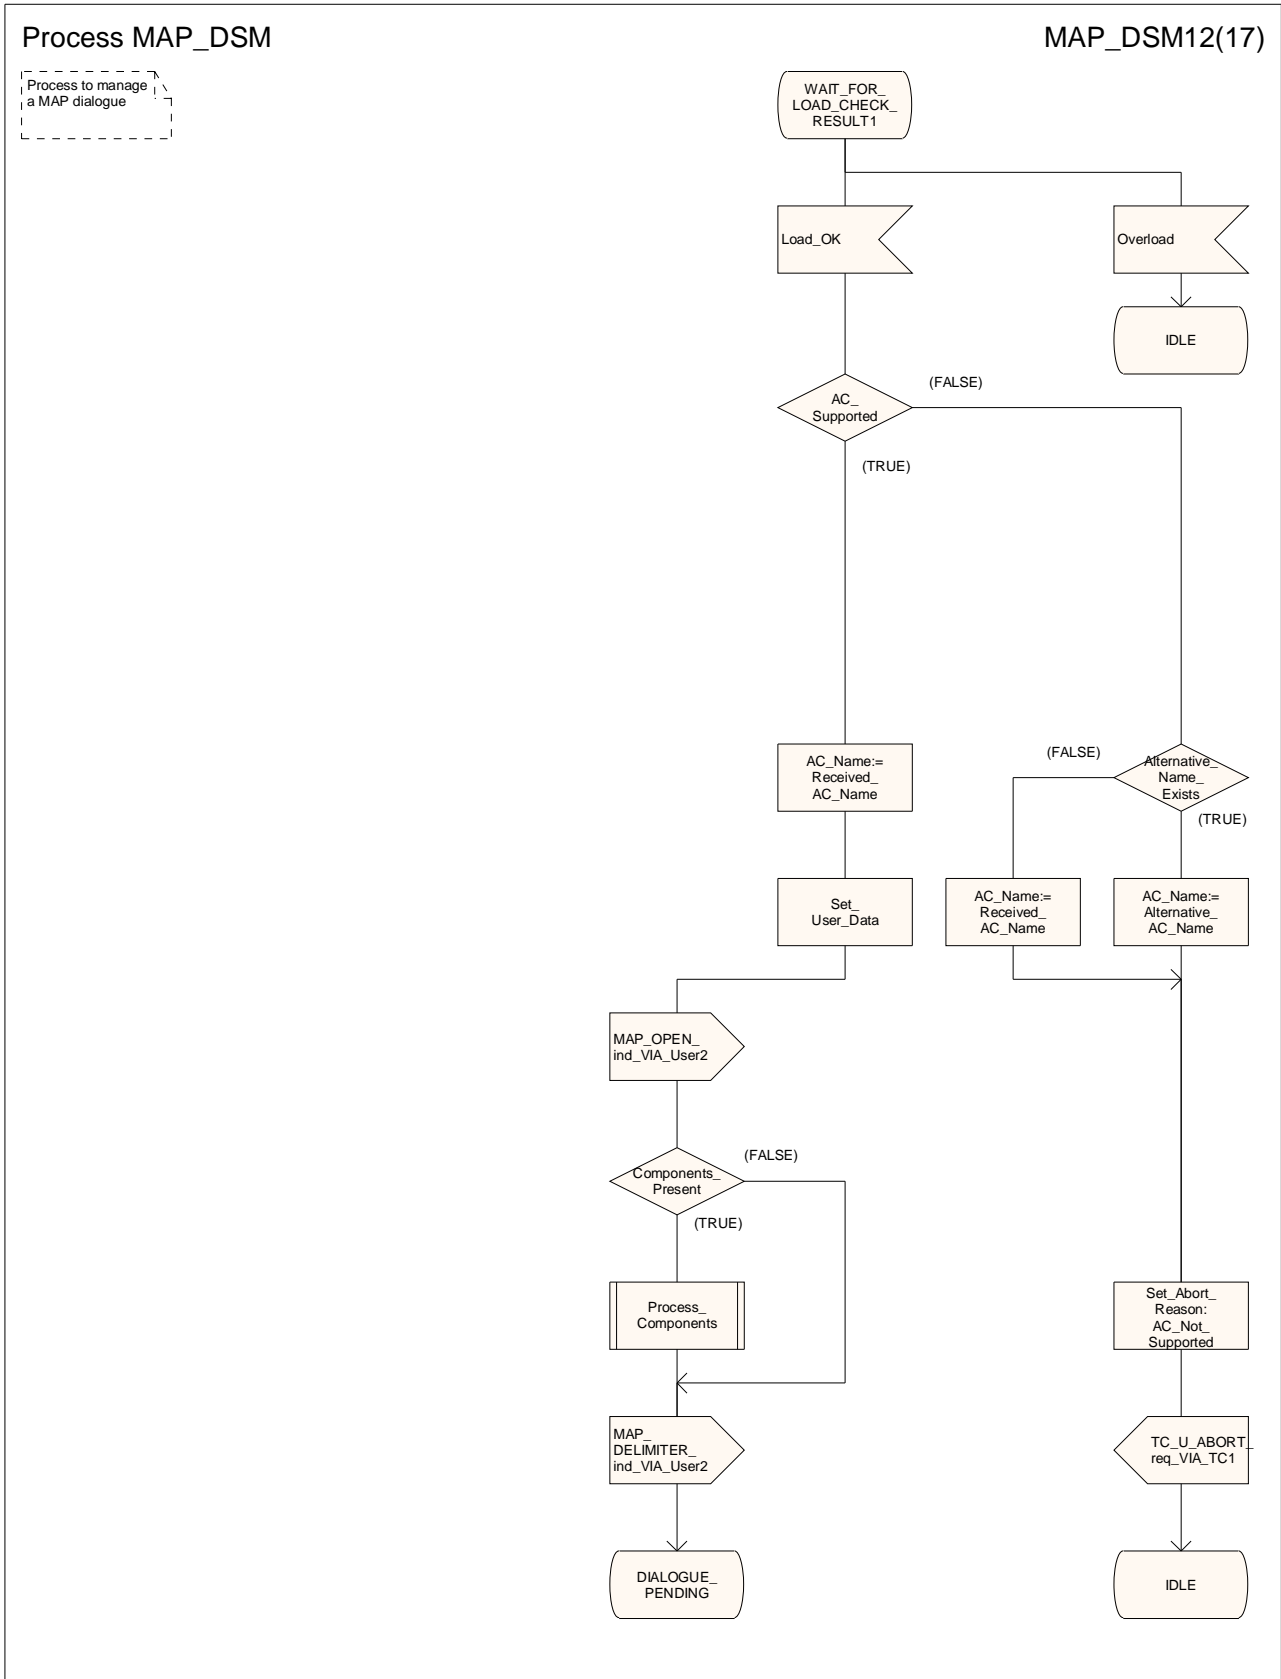 Process MAP_DSM
MAP_DSM12(17)
Process to manage
a MAP dialogue
WAIT_FOR_
LOAD_CHECK_
RESULT1
Load_OK
Overload
IDLE
AC_
Supported
(FALSE)
(TRUE)
AC_Name:=
Received_
AC_Name
(FALSE)
Alternative_
Name_
Exists
(TRUE)
Set_
User_Data
AC_Name:=
Received_
AC_Name
AC_Name:=
Alternative_
AC_Name
MAP_OPEN_
ind_VIA_User2
Components_
Present
(FALSE)
(TRUE)
Process_
Components
Set_Abort_
Reason:
AC_Not_
Supported
MAP_
DELIMITER_
ind_VIA_User2
TC_U_ABORT_
req_VIA_TC1
DIALOGUE_
PENDING
IDLE